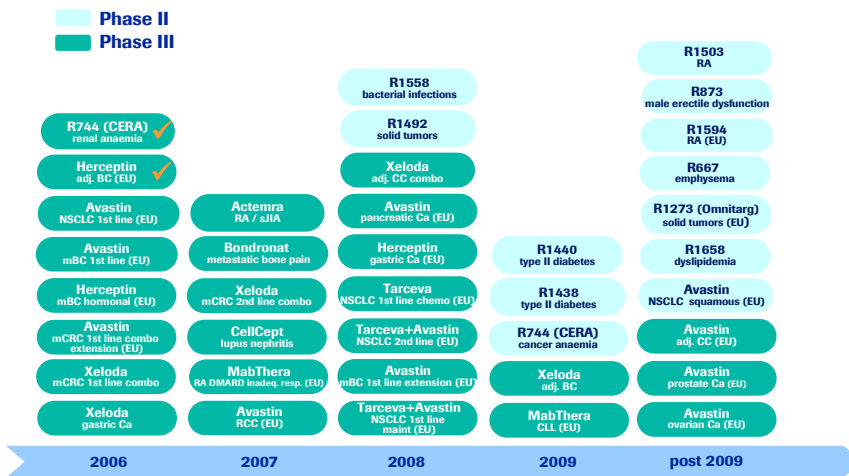 Phase II
Phase III
R744 (CERA)
renal anaemia
Herceptin
adj. BC (EU)
Avastin
NSCLC 1st line (EU)
Avastin
mBC 1st line (EU)
Herceptin
mBC hormonal (EU)
Avastin
mCRC 1st line combo
extension (EU)
Xeloda
mCRC 1st line combo
Xeloda
gastric Ca
2006
Actemra
RA / sJIA
Bondronat
metastatic bone pain
Xeloda
mCRC 2nd line combo
CellCept
lupus nephritis
MabThera
RA DMARD inadeq. resp. (EU)
Avastin
RCC (EU)
2007
R1558
bacterial infections
R1492
solid tumors
Xeloda
adj. CC combo
Avastin
pancreatic Ca (EU)
Herceptin
gastric Ca (EU)
Tarceva
NSCLC 1st line chemo (EU)
Tarceva+Avastin
NSCLC 2nd line (EU)
Avastin
mBC 1st line extension (EU)
Tarceva+Avastin
NSCLC 1st line
maint (EU)
2008
R1440
type II diabetes
R1438
type II diabetes
R744 (CERA)
cancer anaemia
Xeloda
adj. BC
MabThera
CLL (EU)
2009
R1503
RA
R873
male erectile dysfunction
R1594
RA (EU)
R667
emphysema
R1273 (Omnitarg)
solid tumors (EU)
R1658
dyslipidemia
Avastin
NSCLC squamous (EU)
Avastin
adj. CC (EU)
Avastin
prostate Ca (EU)
Avastin
ovarian Ca (EU)
post 2009